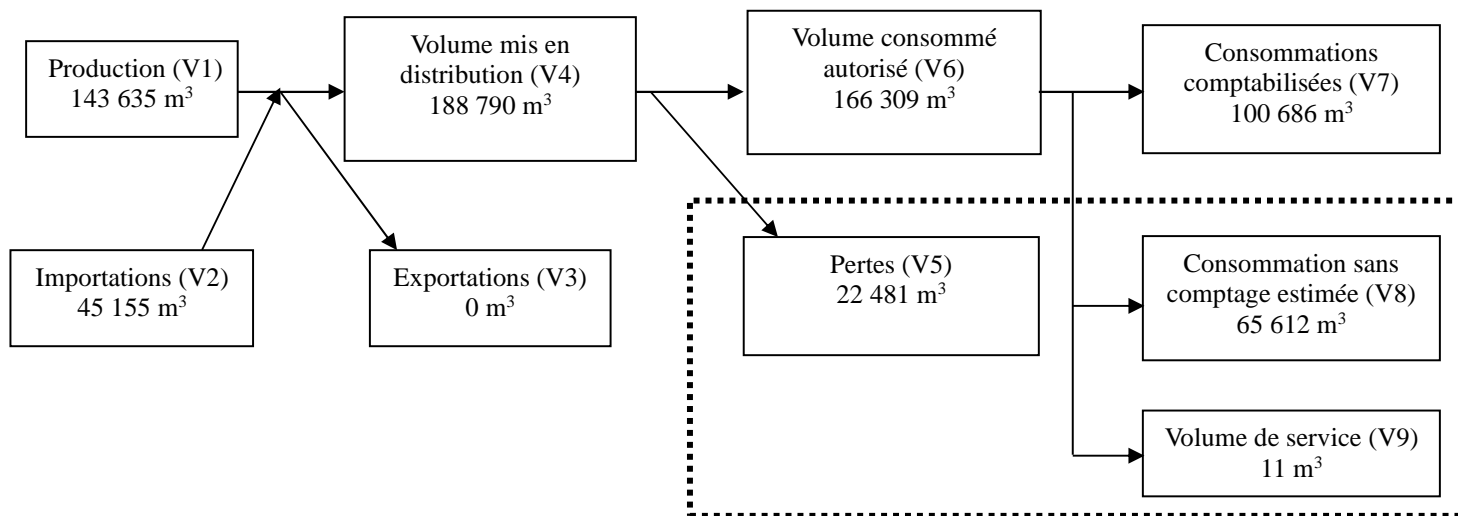 Production (V1)
143 635 m³
Volume mis en
distribution (V4)
188 790 m³
Volume consommé
autorisé (V6)
166 309 m³
Consommations
comptabilisées (V7)
100 686 m³
Importations (V2)
45 155 m³
Exportations (V3)
0 m³
Pertes (V5)
22 481 m³
Consommation sans
comptage estimée (V8)
65 612 m³
Volume de service (V9)
11 m³